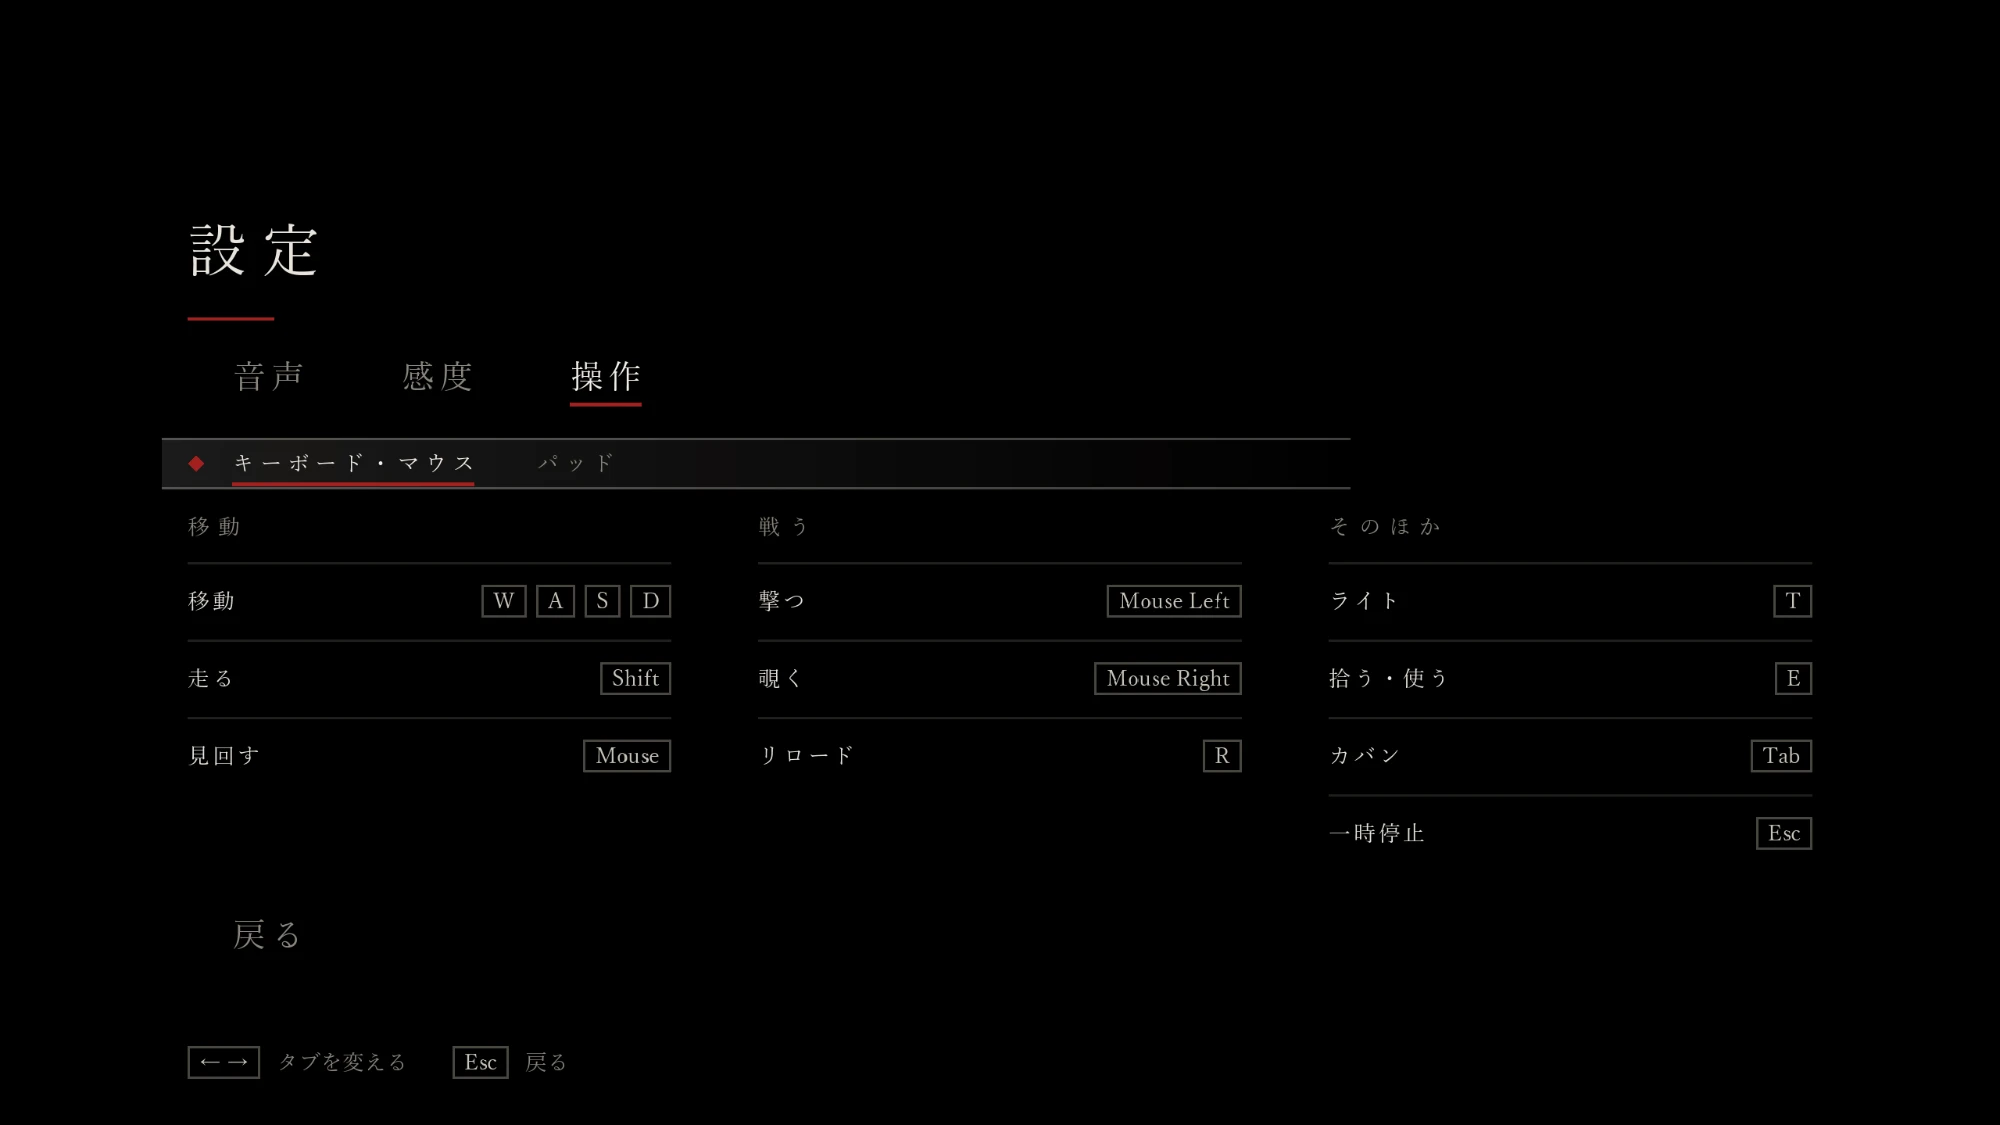 設定
音声 感度 操作
キーボード・マウス パッド
移動
移動 W A S D
走る Shift
見回す Mouse
戦う
撃つ Mouse Left
覗く Mouse Right
リロード R
そのほか
ライト T
拾う・使う E
カバン Tab
一時停止 Esc
戻る
←→ タブを変える Esc 戻る